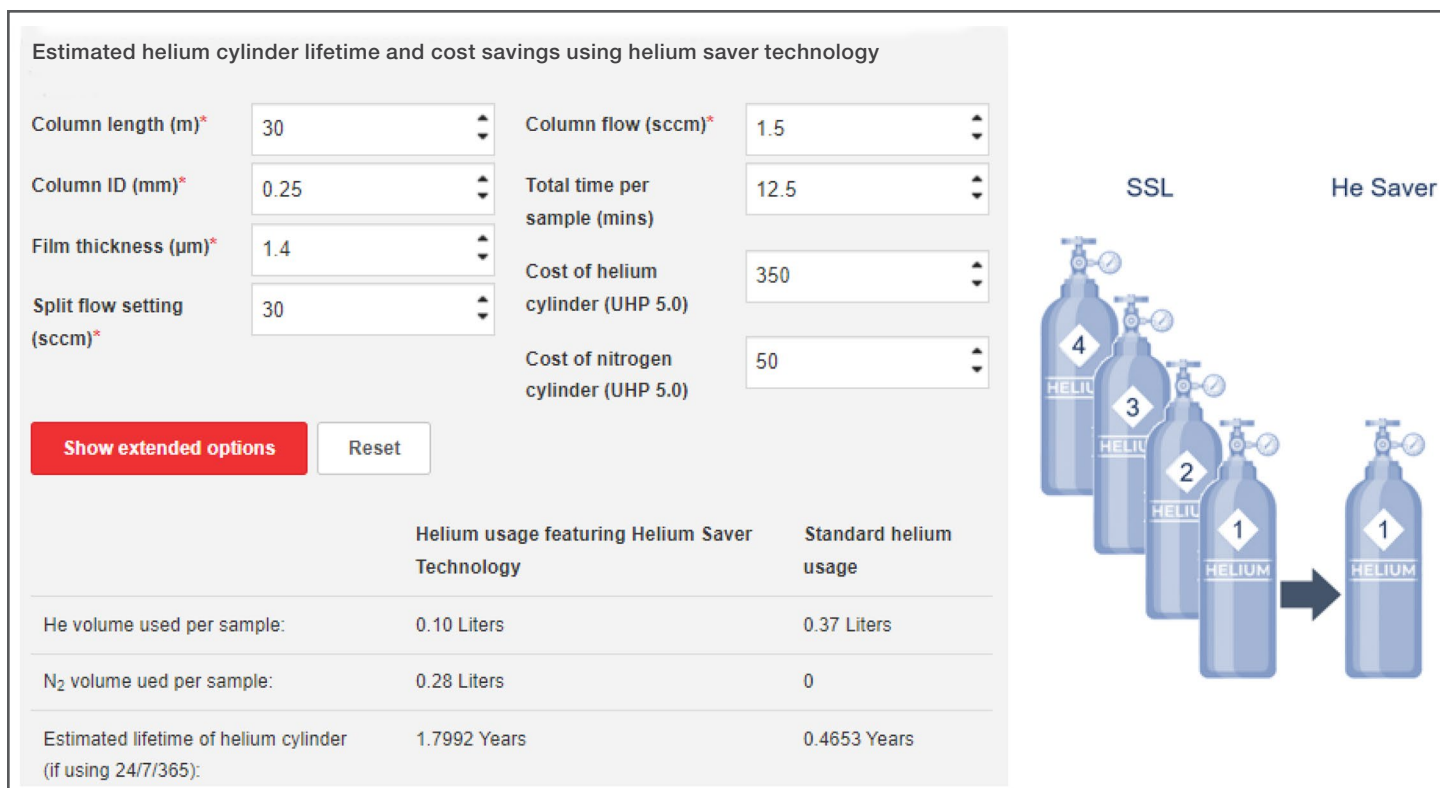 Estimated helium cylinder lifetime and cost savings using helium saver technology
Column length (m)*
30
Column flow (sccm)*
1.5
Column ID (mm)*
0.25
Total time per
sample (mins)
12.5
Film thickness (µm)*
1.4
Cost of helium
cylinder (UHP 5.0)
350
Split flow setting
(sccm)*
30
Cost of nitrogen
cylinder (UHP 5.0)
50
Show extended options
Reset
Helium usage featuring Helium Saver
Technology
Standard helium
usage
He volume used per sample:
0.10 Liters
0.37 Liters
N₂ volume ued per sample:
0.28 Liters
0
Estimated lifetime of helium cylinder
(if using 24/7/365):
1.7992 Years
0.4653 Years
SSL
He Saver
4
HELIU
3
HELIU
2
HELIU
1
HELIUM
1
HELIUM